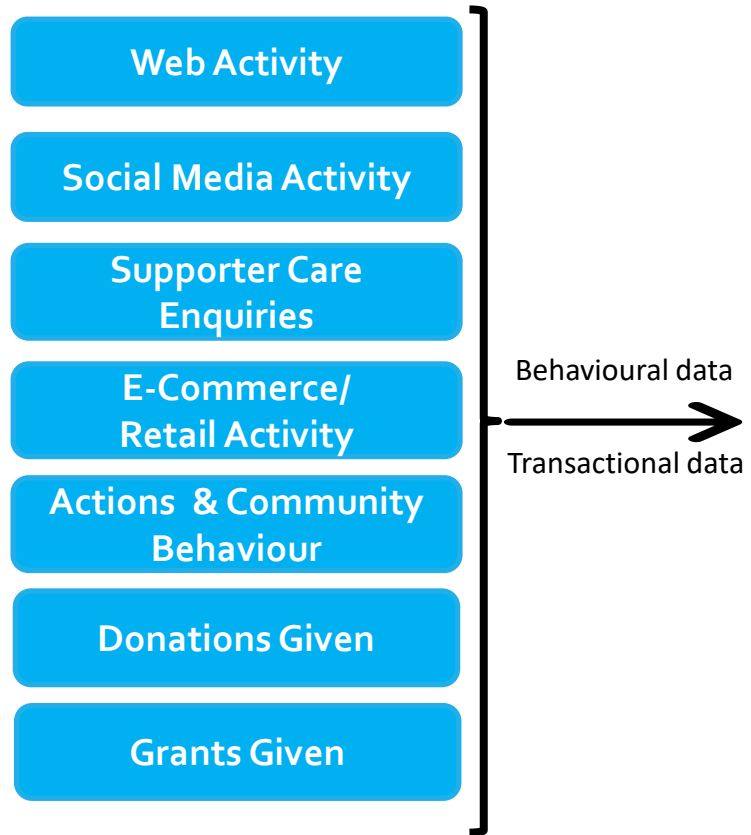 Web Activity
Social Media Activity
Supporter Care
Enquiries
E-Commerce/
Retail Activity
Actions & Community
Behaviour
Donations Given
Grants Given
Behavioural data
Transactional data